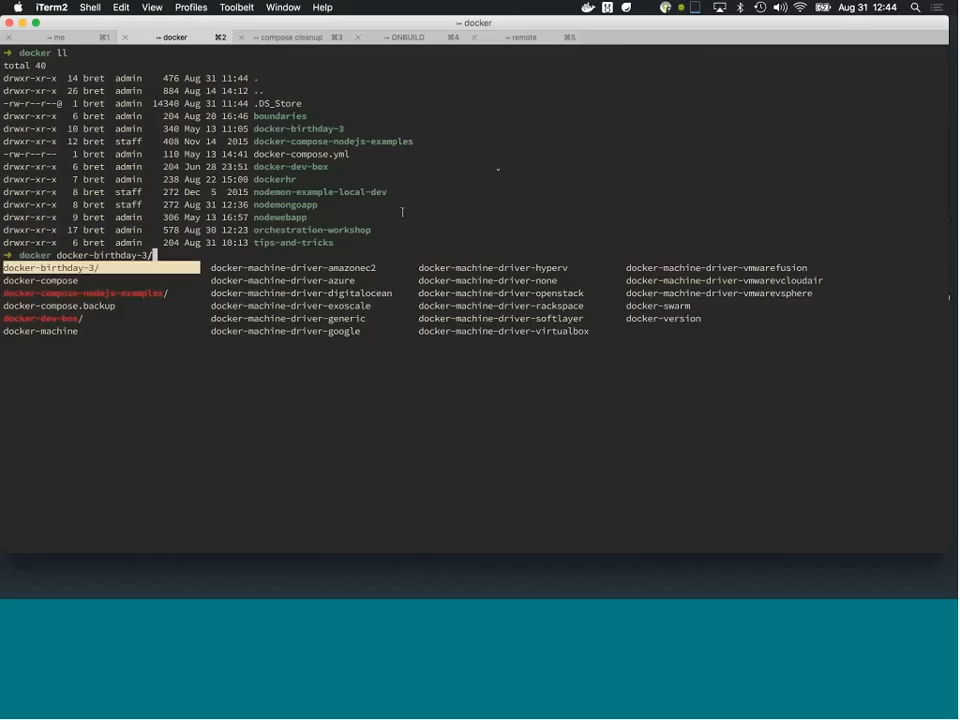 iTerm2 Shell Edit View Profiles Toolbelt Window Help Aug 31 12:44
docker
me ⌘1 docker ⌘2 compose cleanup ⌘3 ONBUILD ⌘4 remote ⌘5
➜ docker ll
total 40
drwxr-xr-x 14 bret admin 476 Aug 31 11:44 .
drwxr-xr-x 26 bret admin 884 Aug 14 14:12 ..
-rw-r--r--@ 1 bret admin 14340 Aug 31 11:44 .DS_Store
drwxr-xr-x 6 bret admin 204 Aug 20 16:46 boundaries
drwxr-xr-x 10 bret admin 340 May 13 11:05 docker-birthday-3
drwxr-xr-x 12 bret staff 408 Nov 14 2015 docker-compose-nodejs-examples
-rw-r--r-- 1 bret admin 110 May 13 14:41 docker-compose.yml
drwxr-xr-x 6 bret admin 204 Jun 28 23:51 docker-dev-box
drwxr-xr-x 7 bret admin 238 Aug 22 15:00 dockerhr
drwxr-xr-x 8 bret staff 272 Dec 5 2015 nodemon-example-local-dev
drwxr-xr-x 8 bret staff 272 Aug 31 12:36 nodemongoapp
drwxr-xr-x 9 bret admin 306 May 13 16:57 nodewebapp
drwxr-xr-x 17 bret admin 578 Aug 30 12:23 orchestration-workshop
drwxr-xr-x 6 bret admin 204 Aug 31 10:13 tips-and-tricks
➜ docker docker-birthday-3/
docker-birthday-3/ docker-machine-driver-amazonec2 docker-machine-driver-hyperv docker-machine-driver-vmwarefusion
docker-compose docker-machine-driver-azure docker-machine-driver-none docker-machine-driver-vmwarevcloudair
docker-compose-nodejs-examples/ docker-machine-driver-digitalocean docker-machine-driver-openstack docker-machine-driver-vmwarevsphere
docker-compose.backup docker-machine-driver-exoscale docker-machine-driver-rackspace docker-swarm
docker-dev-box/ docker-machine-driver-generic docker-machine-driver-softlayer docker-version
docker-machine docker-machine-driver-google docker-machine-driver-virtualbox